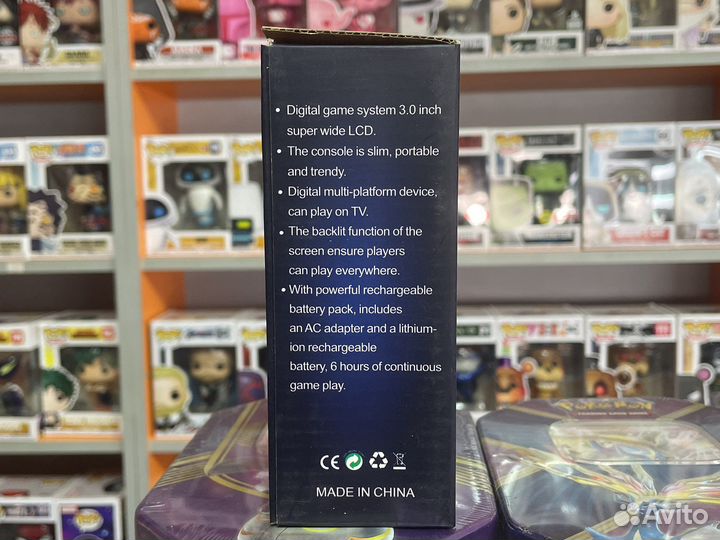 • Digital game system 3.0 inch
super wide LCD.
• The console is slim, portable
and trendy.
• Digital multi-platform device,
can play on TV.
• The backlit function of the
screen ensure players
can play everywhere.
• With powerful rechargeable
battery pack, includes
an AC adapter and a lithium-
ion rechargeable
battery, 6 hours of continuous
game play.
CE
MADE IN CHINA
POKÉMON
Avito